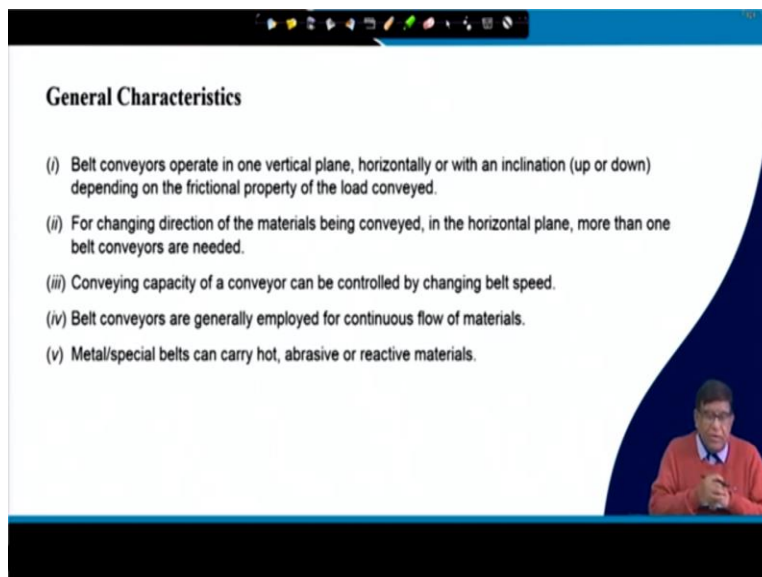 General Characteristics
(i) Belt conveyors operate in one vertical plane, horizontally or with an inclination (up or down)
depending on the frictional property of the load conveyed.
(ii) For changing direction of the materials being conveyed, in the horizontal plane, more than one
belt conveyors are needed.
(iii) Conveying capacity of a conveyor can be controlled by changing belt speed.
(iv) Belt conveyors are generally employed for continuous flow of materials.
(v) Metal/special belts can carry hot, abrasive or reactive materials.